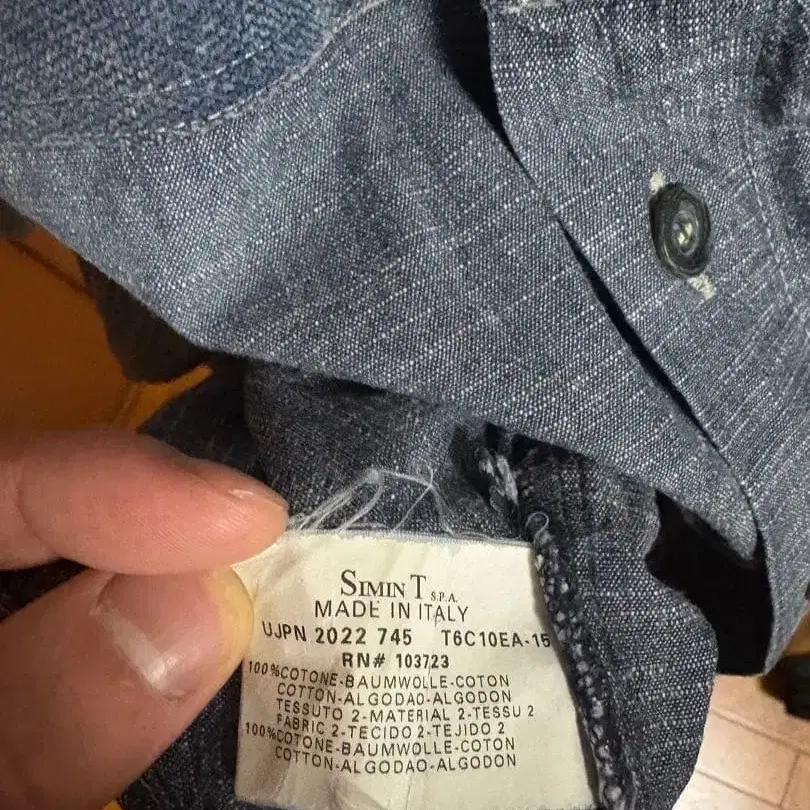 SIMIN T S.P.A.
MADE IN ITALY
UJPN 2022 745 T6C10EA-15
RN# 103723
100%COTONE-BAUMWOLLE-COTON
COTTON-ALGODAO-ALGODON
TESSUTO 2-MATERIAL 2-TESSU 2
FABRIC 2-TECIDO 2-TEJIDO 2
100%COTONE-BAUMWOLLE-COTON
COTTON-ALGODAO-ALGODON